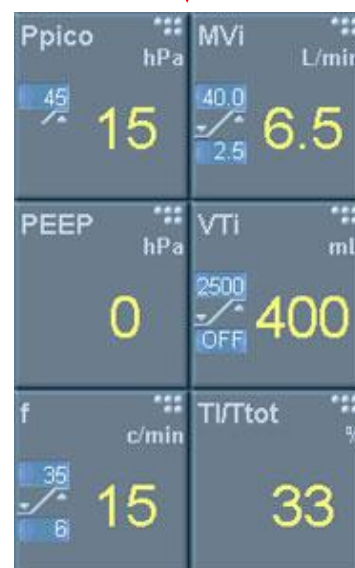 Ppico
hPa
45
15
MVi
L/min
40.0
6.5
2.5
PEEP
hPa
0
VTi
ml
2500
400
OFF
f
c/min
35
15
6
TI/Ttot
%
33